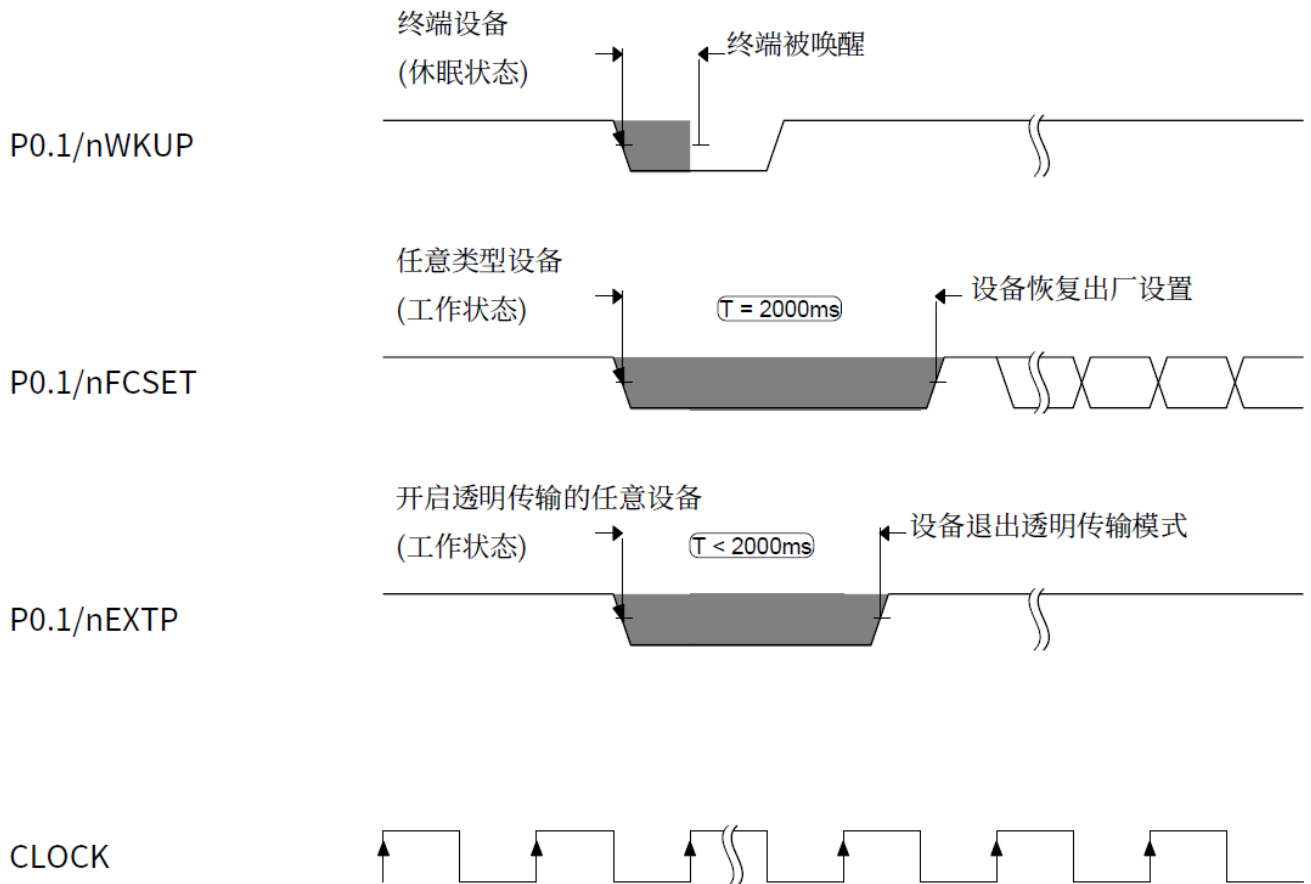 终端设备
(休眠状态)
终端被唤醒
P0.1/nWKUP
任意类型设备
(工作状态)
T = 2000ms
设备恢复出厂设置
P0.1/nFCSET
开启透明传输的任意设备
(工作状态)
T < 2000ms
设备退出透明传输模式
P0.1/nEXTP
CLOCK